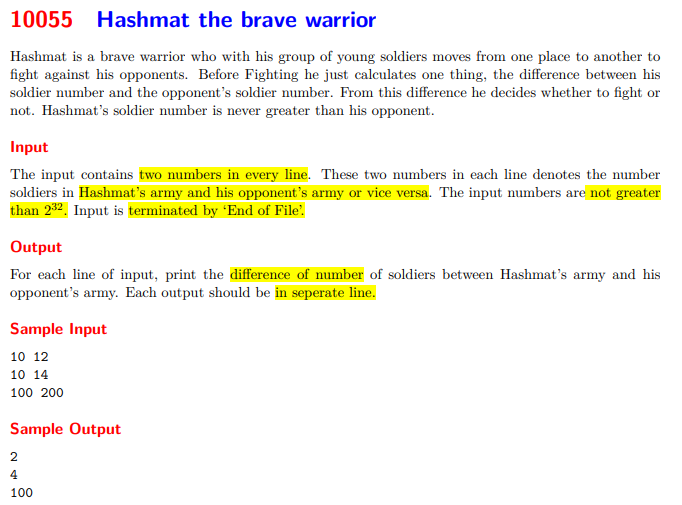 10055 Hashmat the brave warrior
Hashmat is a brave warrior who with his group of young soldiers moves from one place to another to
fight against his opponents. Before Fighting he just calculates one thing, the difference between his
soldier number and the opponent's soldier number. From this difference he decides whether to fight or
not. Hashmat's soldier number is never greater than his opponent.
Input
The input contains two numbers in every line. These two numbers in each line denotes the number
soldiers in Hashmat's army and his opponent's army or vice versa. The input numbers are not greater
than 2³². Input is terminated by ‘End of File’.
Output
For each line of input, print the difference of number of soldiers between Hashmat's army and his
opponent's army. Each output should be in seperate line.
Sample Input
10 12
10 14
100 200
Sample Output
2
4
100